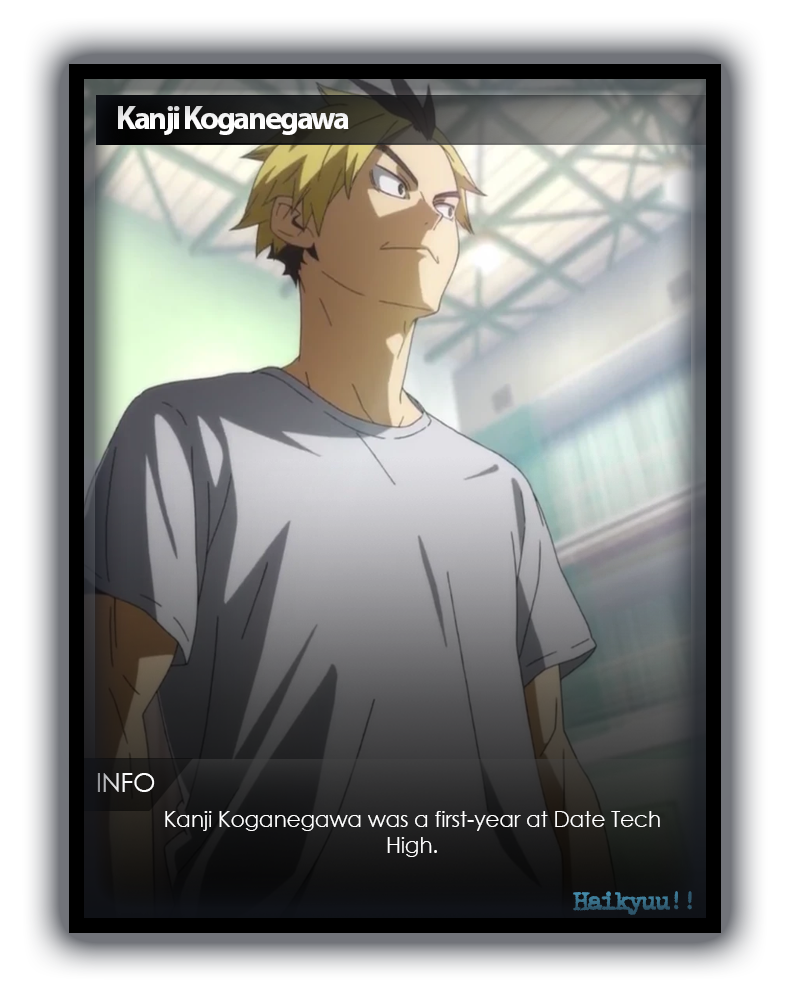 Kanji Koganegawa
INFO
Kanji Koganegawa was a first-year at Date Tech
High.
Haikyuu!!